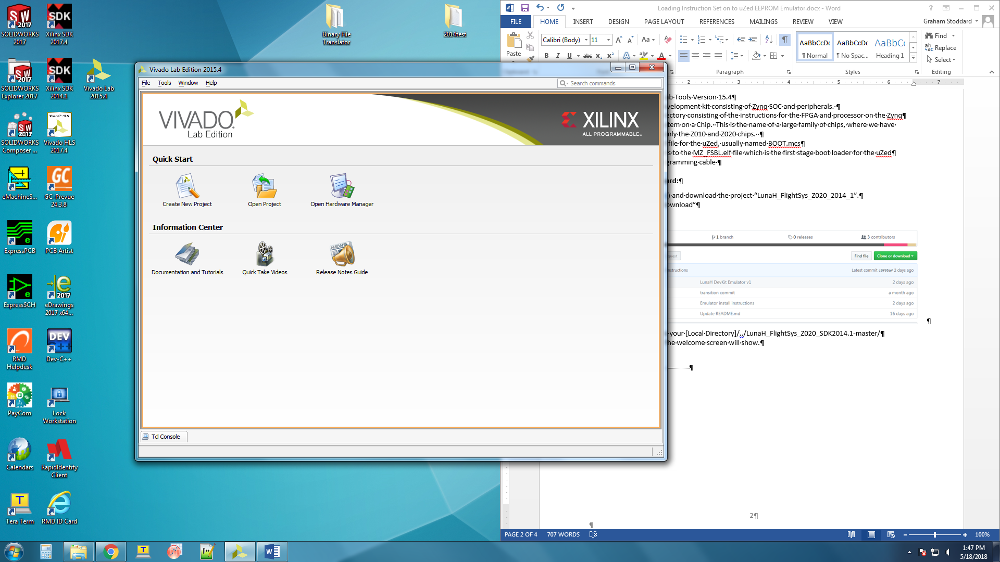 SOLIDWORKS 2017
Xilinx SDK 2017.4
SOLIDWORKS Explorer 2017
Xilinx SDK 2014.1
Vivado Lab 2015.4
SOLIDWORKS Composer ...
Vivado HLS 2017.4
eMachineS...
GC-Prevue 24.3.8
ExpressPCB
PCB Artist
ExpressSCH
eDrawings 2017 x64...
RMD Helpdesk
Dev-C++
PayCom
Lock Workstation
Calendars
RapidIdentity Client
Tera Term
RMD ID Card
Binary File Translator
2014test
Vivado Lab Edition 2015.4
File Tools Window Help
Search commands
VIVADO.
Lab Edition
XILINX
ALL PROGRAMMABLE™
Quick Start
Create New Project
Open Project
Open Hardware Manager
Information Center
Documentation and Tutorials
Quick Take Videos
Release Notes Guide
Tcl Console
Loading Instruction Set on to uZed EEPROM Emulator.docx - Word
FILE HOME INSERT DESIGN PAGE LAYOUT REFERENCES MAILINGS REVIEW VIEW
Graham Stoddard
Paste
Calibri (Body) 11
Paragraph
AaBbCcDc AaBbCcDc AaBbC(
¶ Normal ¶ No Spac... Heading 1
Styles
Find
Replace
Select
Editing
2 3 4 5 6 7
b·Tools·Version·15.4¶
velopment·kit·consisting·of·Zynq·SOC·and·peripherals.·¶
ectory·consisting·of·the·instructions·for·the·FPGA·and·processor·on·the·Zynq¶
tem·on·a·Chip.··This·is·the·name·of·a·large·family·of·chips,·where·we·have·
nly·the·Z010·and·Z020·chips.··¶
file·for·the·uZed,·usually·named·BOOT.mcs¶
s·to·the·MZ_FSBL.elf·file·which·is·the·first·stage·boot·loader·for·the·uZed¶
gramming·cable·¶
ard:¶
)·and·download·the·project·“LunaH_FlightSys_Z020_2014_1”.¶
ownload”¶
1 branch 0 releases 3 contributors
Find file Clone or download
nstructions Latest commit c0f95af 2 days ago
LunaH DevKit Emulator v1 2 days ago
transition commit a month ago
Emulator install instructions 2 days ago
Update README.md 16 days ago
¶
your·[Local·Directory]/../LunaH_FlightSys_Z020_SDK2014.1-master/¶
he·welcome·screen·will·show.¶
¶
2¶
¶
PAGE 2 OF 4 707 WORDS 100%
1:47 PM
5/18/2018